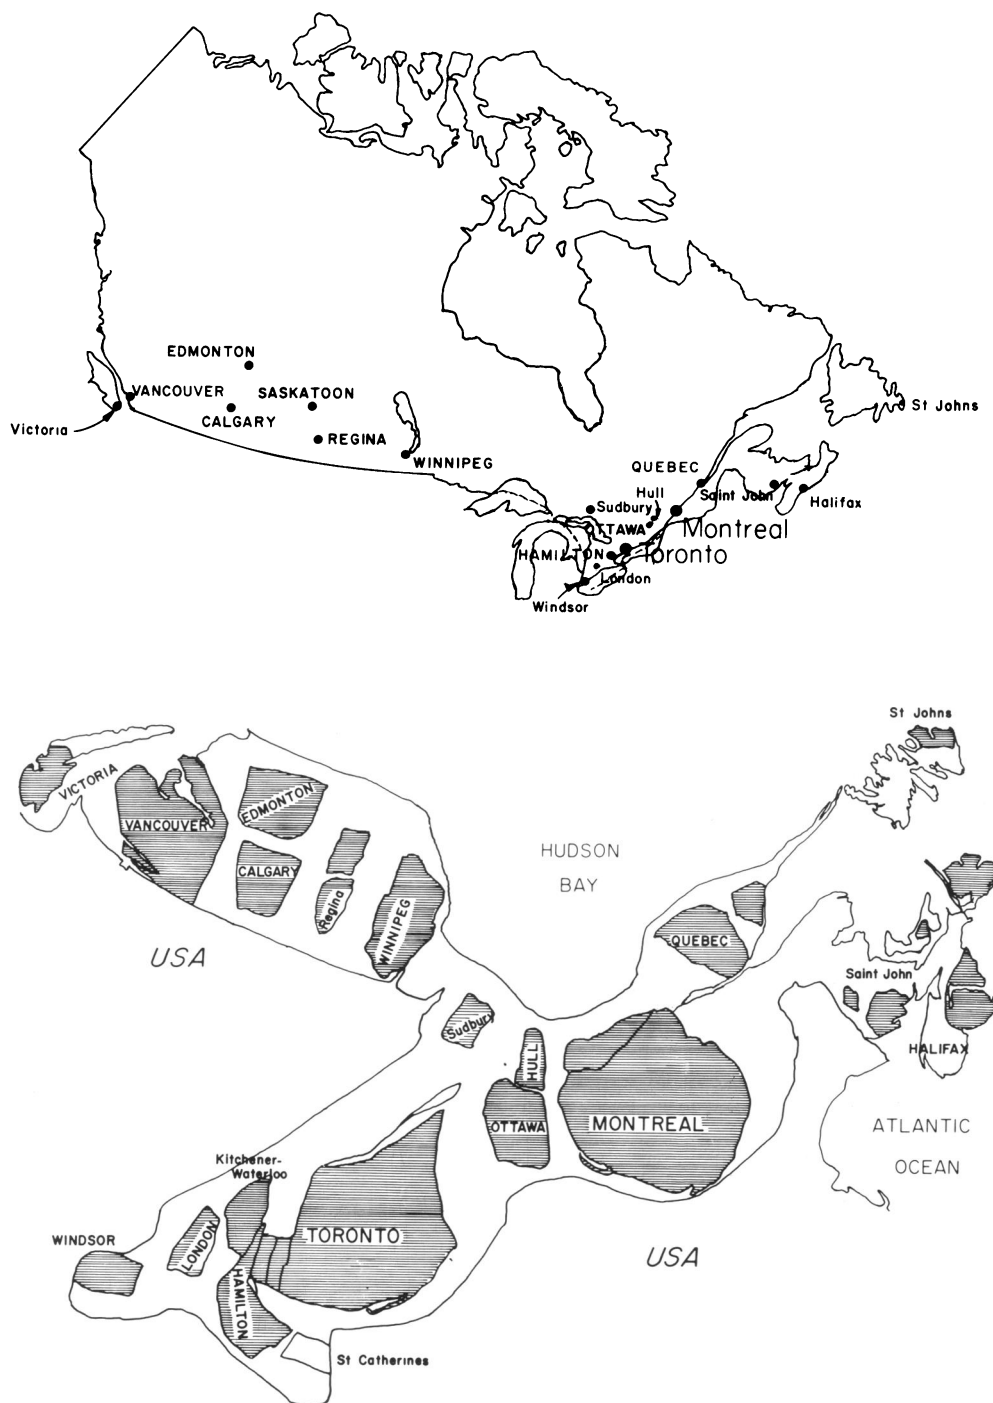 EDMONTON
VANCOUVER
SASKATOON
CALGARY
Victoria
REGINA
WINNIPEG
St Johns
QUEBEC
Hull
Saint John
Halifax
Sudbury
OTTAWA
Montreal
HAMILTON
Toronto
London
Windsor
St Johns
VICTORIA
EDMONTON
VANCOUVER
HUDSON
BAY
CALGARY
Regina
WINNIPEG
QUEBEC
USA
Saint John
Sudbury
HULL
HALIFAX
OTTAWA
MONTREAL
ATLANTIC
OCEAN
Kitchener-
Waterloo
WINDSOR
LONDON
TORONTO
USA
HAMILTON
St Catherines